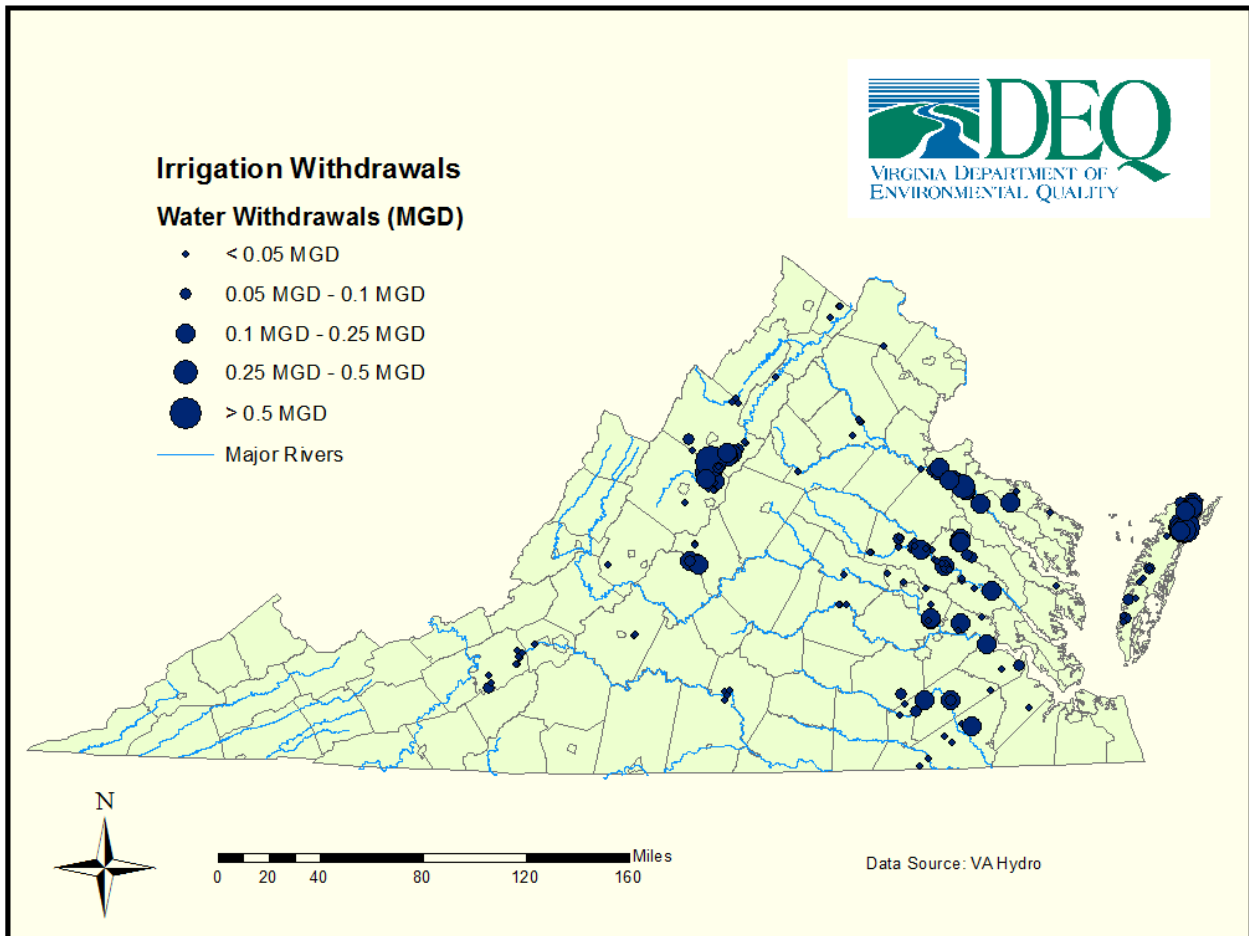 DEQ
VIRGINIA DEPARTMENT OF
ENVIRONMENTAL QUALITY
Irrigation Withdrawals
Water Withdrawals (MGD)
< 0.05 MGD
0.05 MGD - 0.1 MGD
0.1 MGD - 0.25 MGD
0.25 MGD - 0.5 MGD
> 0.5 MGD
Major Rivers
N
Miles
0 20 40 80 120 160
Data Source: VA Hydro